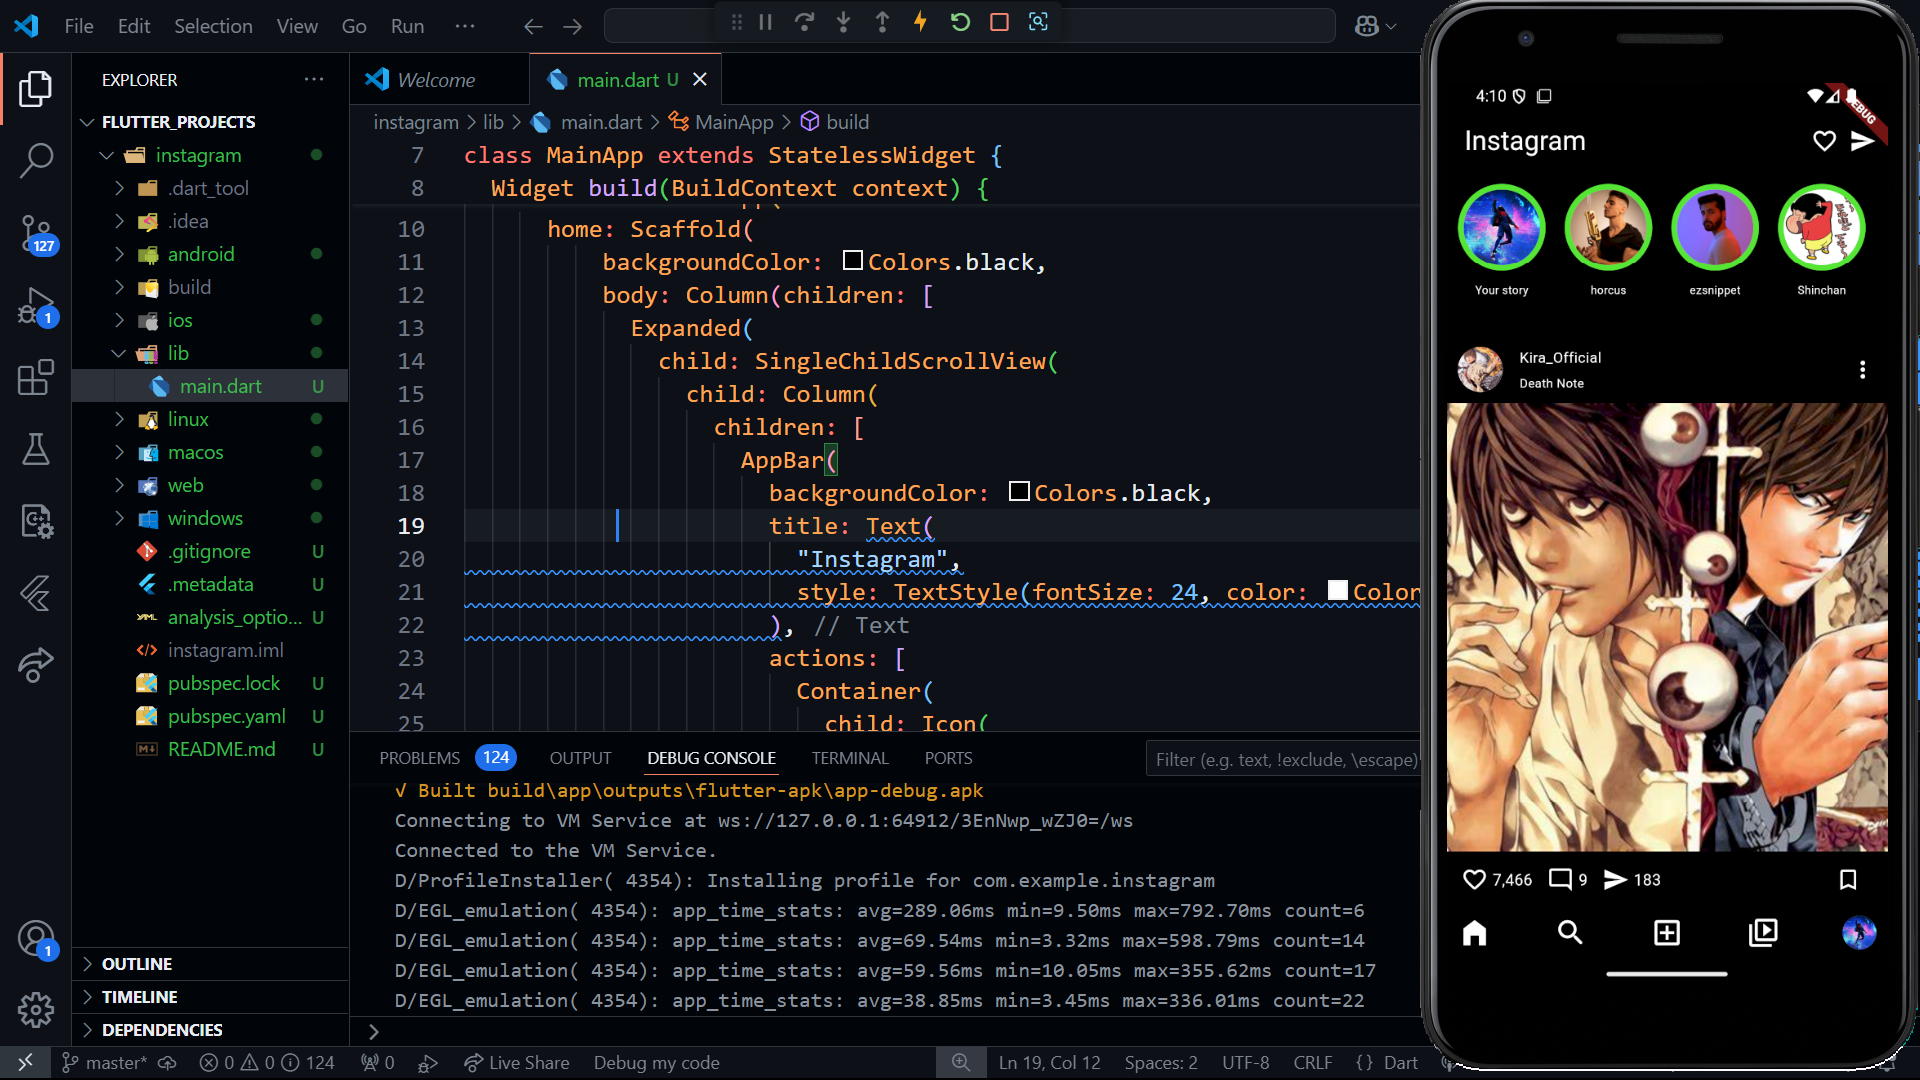 File Edit Selection View Go Run ...
EXPLORER ...
FLUTTER_PROJECTS
instagram
.dart_tool
.idea
android
build
ios
lib
main.dart U
linux
macos
web
windows
.gitignore U
.metadata U
analysis_optio... U
instagram.iml
pubspec.lock U
pubspec.yaml U
README.md U
OUTLINE
TIMELINE
DEPENDENCIES
127
1
1
Welcome
main.dart U
instagram > lib > main.dart > MainApp > build
7 class MainApp extends StatelessWidget {
8 Widget build(BuildContext context) {
10 home: Scaffold(
11 backgroundColor: Colors.black,
12 body: Column(children: [
13 Expanded(
14 child: SingleChildScrollView(
15 child: Column(
16 children: [
17 AppBar(
18 backgroundColor: Colors.black,
19 title: Text(
20 "Instagram",
21 style: TextStyle(fontSize: 24, color: Color
22 ), // Text
23 actions: [
24 Container(
25 child: Icon(
PROBLEMS 124 OUTPUT DEBUG CONSOLE TERMINAL PORTS
Filter (e.g. text, !exclude, \escape)
√ Built build\app\outputs\flutter-apk\app-debug.apk
Connecting to VM Service at ws://127.0.0.1:64912/3EnNwp_wZJ0=/ws
Connected to the VM Service.
D/ProfileInstaller( 4354): Installing profile for com.example.instagram
D/EGL_emulation( 4354): app_time_stats: avg=289.06ms min=9.50ms max=792.70ms count=6
D/EGL_emulation( 4354): app_time_stats: avg=69.54ms min=3.32ms max=598.79ms count=14
D/EGL_emulation( 4354): app_time_stats: avg=59.56ms min=10.05ms max=355.62ms count=17
D/EGL_emulation( 4354): app_time_stats: avg=38.85ms min=3.45ms max=336.01ms count=22
>
master* 0 0 124 0 Live Share Debug my code
Ln 19, Col 12 Spaces: 2 UTF-8 CRLF {} Dart
4:10
Instagram
Your story horcus ezsnippet Shinchan
Kira_Official
Death Note
7,466 9 183